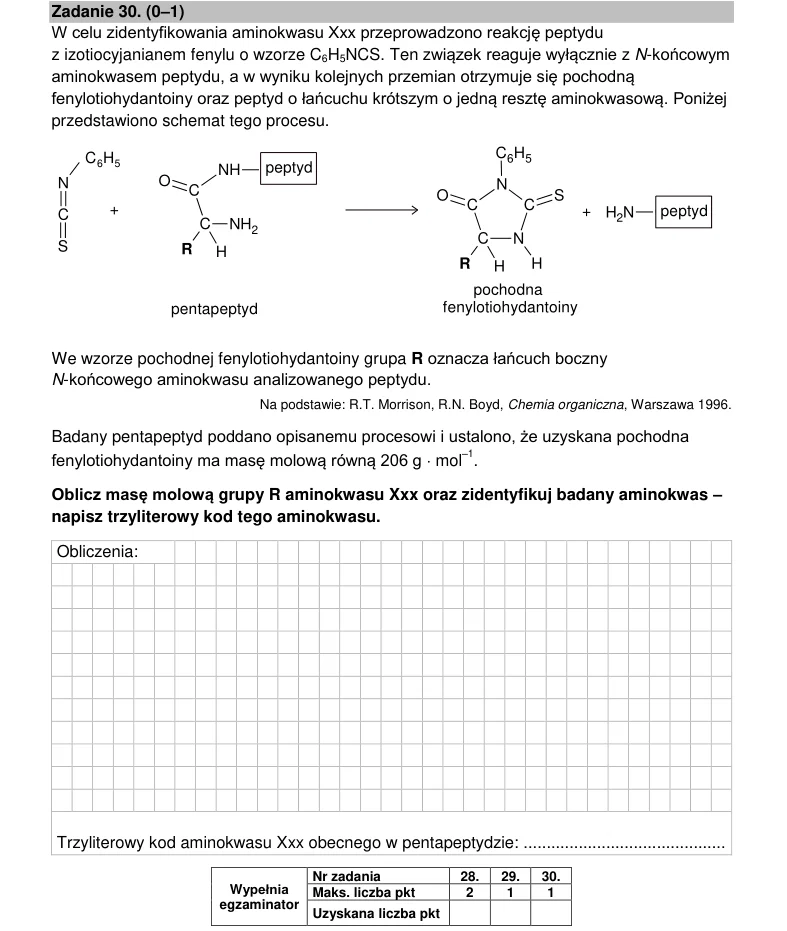 Zadanie 30. (0–1)
W celu zidentyfikowania aminokwasu Xxx przeprowadzono reakcję peptydu
z izotiocyjanianem fenylu o wzorze C₆H₅NCS. Ten związek reaguje wyłącznie z N-końcowym
aminokwasem peptydu, a w wyniku kolejnych przemian otrzymuje się pochodną
fenylotiohydantoiny oraz peptyd o łańcuchu krótszym o jedną resztę aminokwasową. Poniżej
przedstawiono schemat tego procesu.
C₆H₅
N
C
S
+
O
C
NH
peptyd
C
NH₂
R
H
pentapeptyd
C₆H₅
N
O
C
C
S
C
N
R
H
H
pochodna
fenylotiohydantoiny
+
H₂N
peptyd
We wzorze pochodnej fenylotiohydantoiny grupa R oznacza łańcuch boczny
N-końcowego aminokwasu analizowanego peptydu.
Na podstawie: R.T. Morrison, R.N. Boyd, Chemia organiczna, Warszawa 1996.
Badany pentapeptyd poddano opisanemu procesowi i ustalono, że uzyskana pochodna
fenylotiohydantoiny ma masę molową równą 206 g · mol⁻¹.
Oblicz masę molową grupy R aminokwasu Xxx oraz zidentyfikuj badany aminokwas –
napisz trzyliterowy kod tego aminokwasu.
Obliczenia:
Trzyliterowy kod aminokwasu Xxx obecnego w pentapeptydzie: ............................................
Wypełnia
egzaminator
Nr zadania 28. 29. 30.
Maks. liczba pkt 2 1 1
Uzyskana liczba pkt